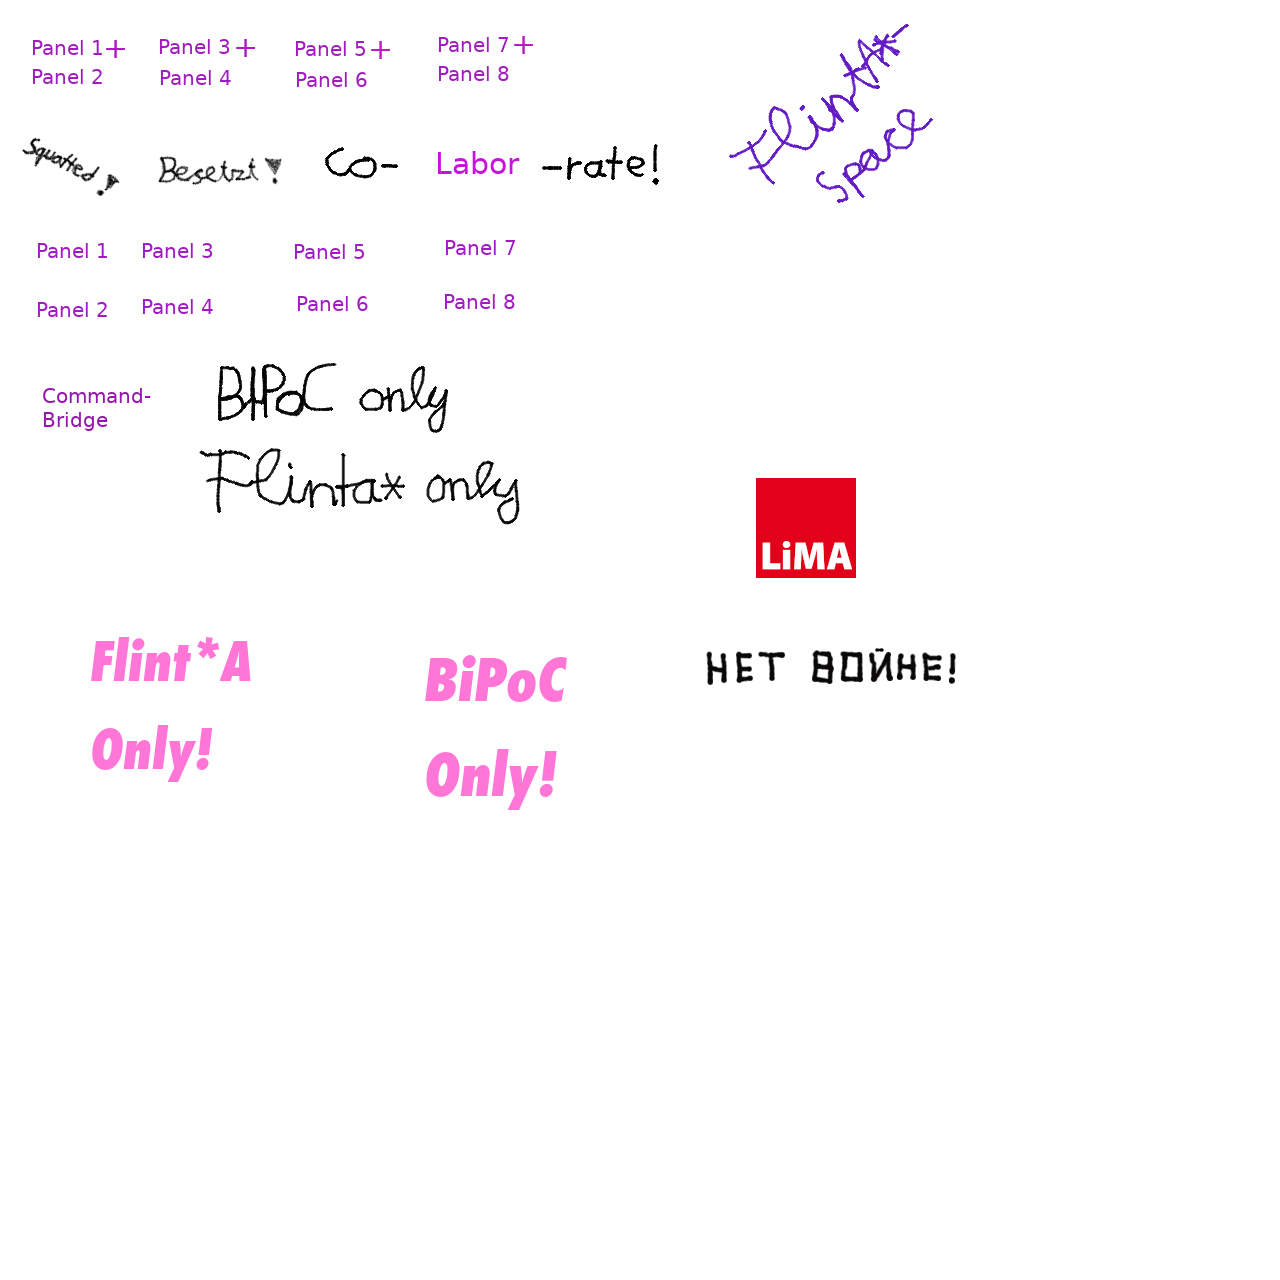 Panel 1+ Panel 3+ Panel 5+ Panel 7+
Panel 2 Panel 4 Panel 6 Panel 8
FlintA*-
Space
Squatted! Besetzt! Co- Labor -rate!
Panel 1 Panel 3 Panel 5 Panel 7
Panel 2 Panel 4 Panel 6 Panel 8
Command-
Bridge
BIPoC only
Flinta* only
LiMA
Flint*A
Only!
BiPoC
Only!
НЕТ ВОЙНЕ!